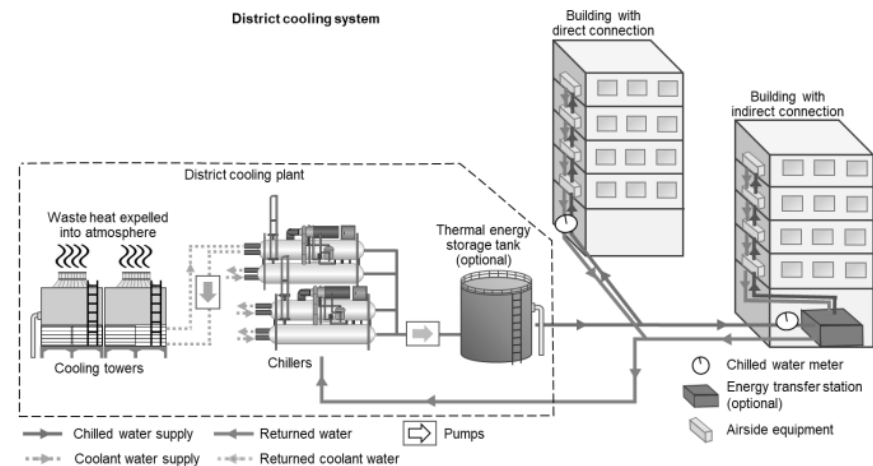 District cooling system
Building with
direct connection
Building with
indirect connection
District cooling plant
Waste heat expelled
into atmosphere
Thermal energy
storage tank
(optional)
Cooling towers
Chillers
Chilled water meter
Energy transfer station
(optional)
Airside equipment
Chilled water supply
Returned water
Pumps
Coolant water supply
Returned coolant water